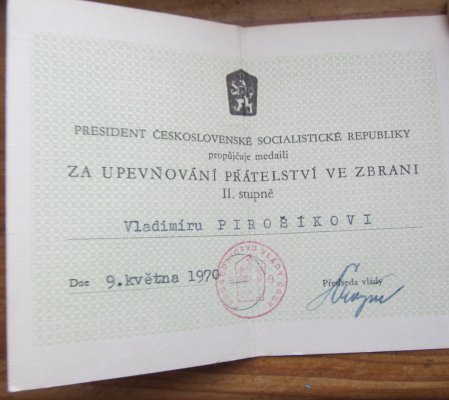 PRESIDENT ČESKOSLOVENSKÉ SOCIALISTICKÉ REPUBLIKY
propůjčuje medaili
ZA UPEVŇOVÁNÍ PŘÁTELSTVÍ VE ZBRANI
II. stupně
Vladimíru PIROŠÍKOVI
Dne 9. května 1970
Předseda vlády